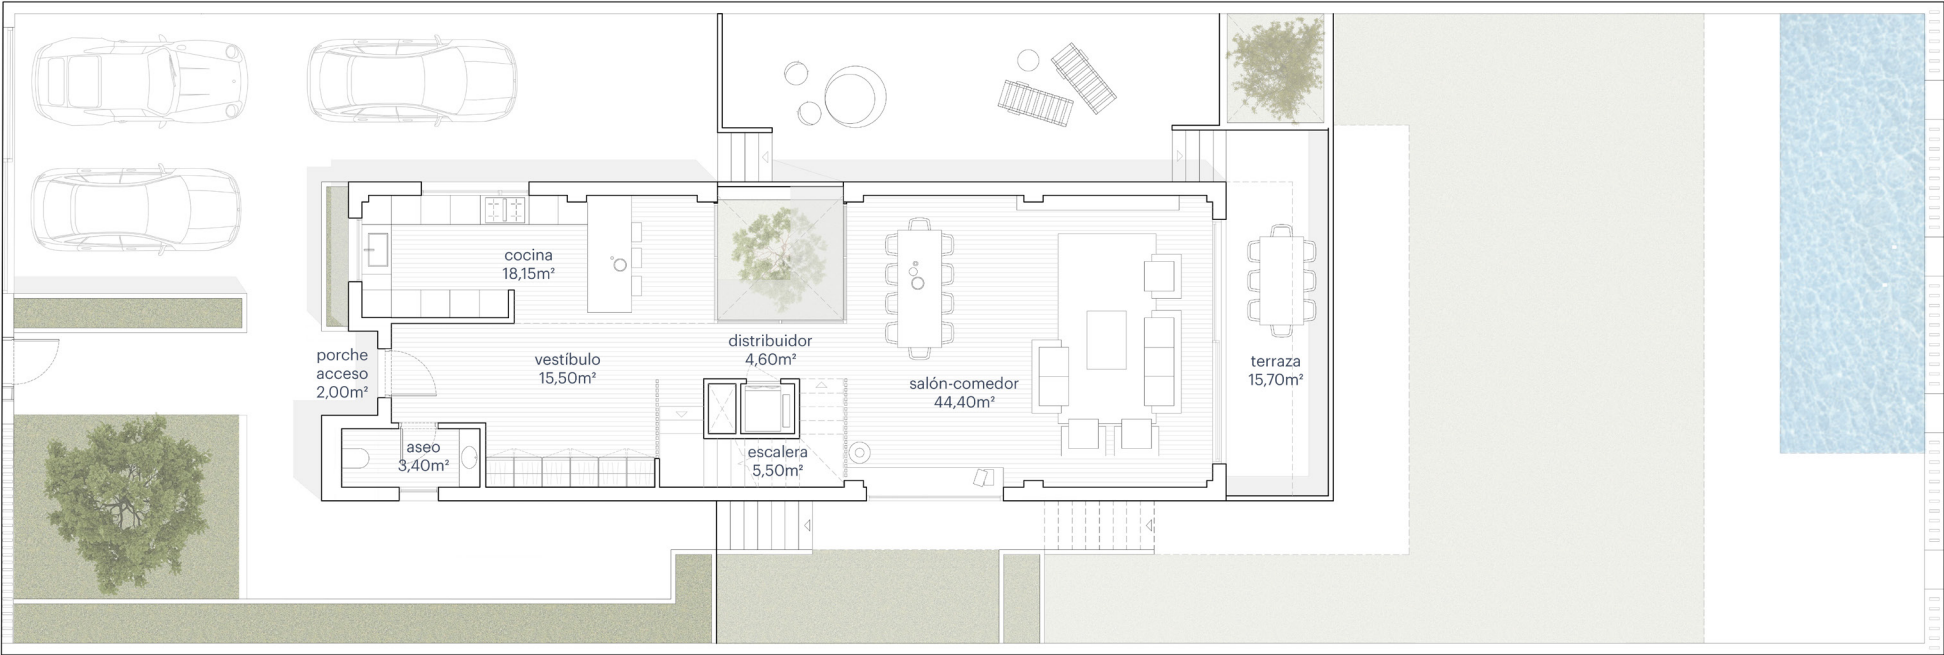 cocina
18,15m²
porche
acceso
2,00m²
vestíbulo
15,50m²
distribuidor
4,60m²
salón-comedor
44,40m²
terraza
15,70m²
aseo
3,40m²
escalera
5,50m²